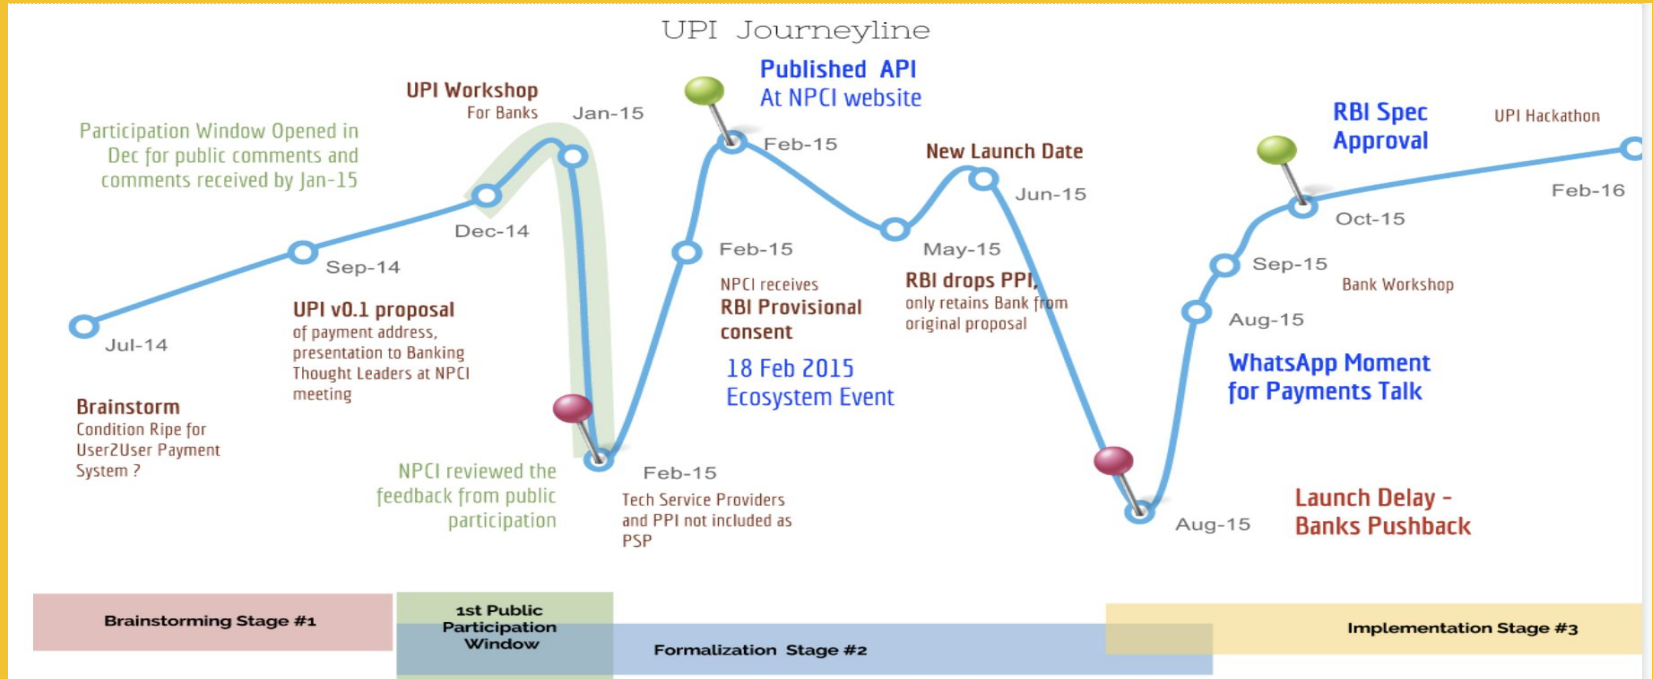 UPI Journeyline
Participation Window Opened in
Dec for public comments and
comments received by Jan-15
UPI Workshop
For Banks
Jan-15
Published API
At NPCI website
Feb-15
New Launch Date
Jun-15
RBI Spec
Approval
UPI Hackathon
Feb-16
Oct-15
Dec-14
Sep-14
Jul-14
UPI v0.1 proposal
of payment address,
presentation to Banking
Thought Leaders at NPCI
meeting
Brainstorm
Condition Ripe for
User2User Payment
System ?
NPCI reviewed the
feedback from public
participation
Feb-15
Tech Service Providers
and PPI not included as
PSP
Feb-15
NPCI receives
RBI Provisional
consent
18 Feb 2015
Ecosystem Event
May-15
RBI drops PPI,
only retains Bank from
original proposal
Sep-15
Bank Workshop
Aug-15
WhatsApp Moment
for Payments Talk
Aug-15
Launch Delay -
Banks Pushback
Brainstorming Stage #1
1st Public
Participation
Window
Formalization Stage #2
Implementation Stage #3